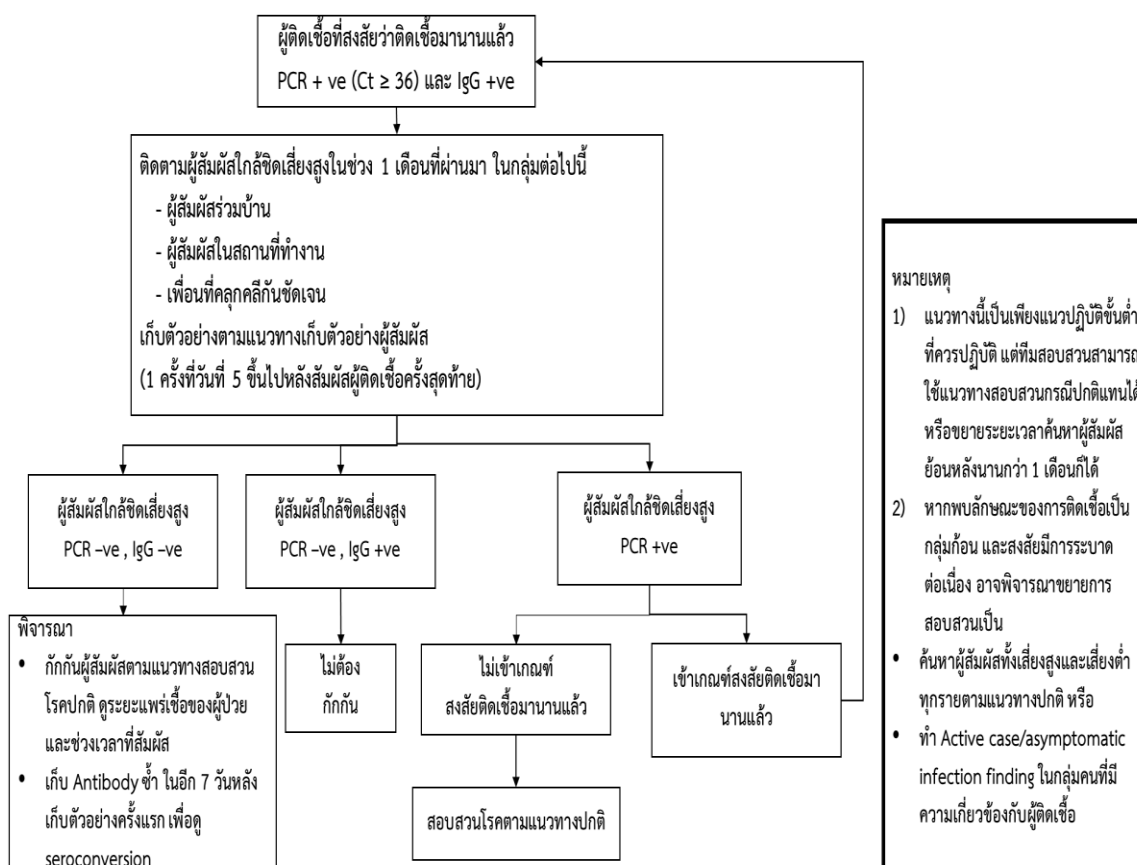 ผู้ติดเชื้อที่สงสัยว่าติดเชื้อมานานแล้ว
PCR + ve (Ct ≥ 36) และ IgG +ve
ติดตามผู้สัมผัสใกล้ชิดเสี่ยงสูงในช่วง 1 เดือนที่ผ่านมา ในกลุ่มต่อไปนี้
- ผู้สัมผัสร่วมบ้าน
- ผู้สัมผัสในสถานที่ทำงาน
- เพื่อนที่คลุกคลีกันชัดเจน
เก็บตัวอย่างตามแนวทางเก็บตัวอย่างผู้สัมผัส
(1 ครั้งที่วันที่ 5 ขึ้นไปหลังสัมผัสผู้ติดเชื้อครั้งสุดท้าย)
ผู้สัมผัสใกล้ชิดเสี่ยงสูง
PCR –ve , IgG –ve
ผู้สัมผัสใกล้ชิดเสี่ยงสูง
PCR –ve , IgG +ve
ผู้สัมผัสใกล้ชิดเสี่ยงสูง
PCR +ve
พิจารณา
• กักกันผู้สัมผัสตามแนวทางสอบสวน
โรคปกติ ดูระยะแพร่เชื้อของผู้ป่วย
และช่วงเวลาที่สัมผัส
• เก็บ Antibody ซ้ำ ในอีก 7 วันหลัง
เก็บตัวอย่างครั้งแรก เพื่อดู
seroconversion
ไม่ต้อง
กักกัน
ไม่เข้าเกณฑ์
สงสัยติดเชื้อมานานแล้ว
เข้าเกณฑ์สงสัยติดเชื้อมา
นานแล้ว
สอบสวนโรคตามแนวทางปกติ
หมายเหตุ
1) แนวทางนี้เป็นเพียงแนวปฏิบัติขั้นต่ำ
ที่ควรปฏิบัติ แต่ทีมสอบสวนสามารถ
ใช้แนวทางสอบสวนกรณีปกติแทนได้
หรือขยายระยะเวลาค้นหาผู้สัมผัส
ย้อนหลังนานกว่า 1 เดือนก็ได้
2) หากพบลักษณะของการติดเชื้อเป็น
กลุ่มก้อน และสงสัยมีการระบาด
ต่อเนื่อง อาจพิจารณาขยายการ
สอบสวนเป็น
• ค้นหาผู้สัมผัสทั้งเสี่ยงสูงและเสี่ยงต่ำ
ทุกรายตามแนวทางปกติ หรือ
• ทำ Active case/asymptomatic
infection finding ในกลุ่มคนที่มี
ความเกี่ยวข้องกับผู้ติดเชื้อ